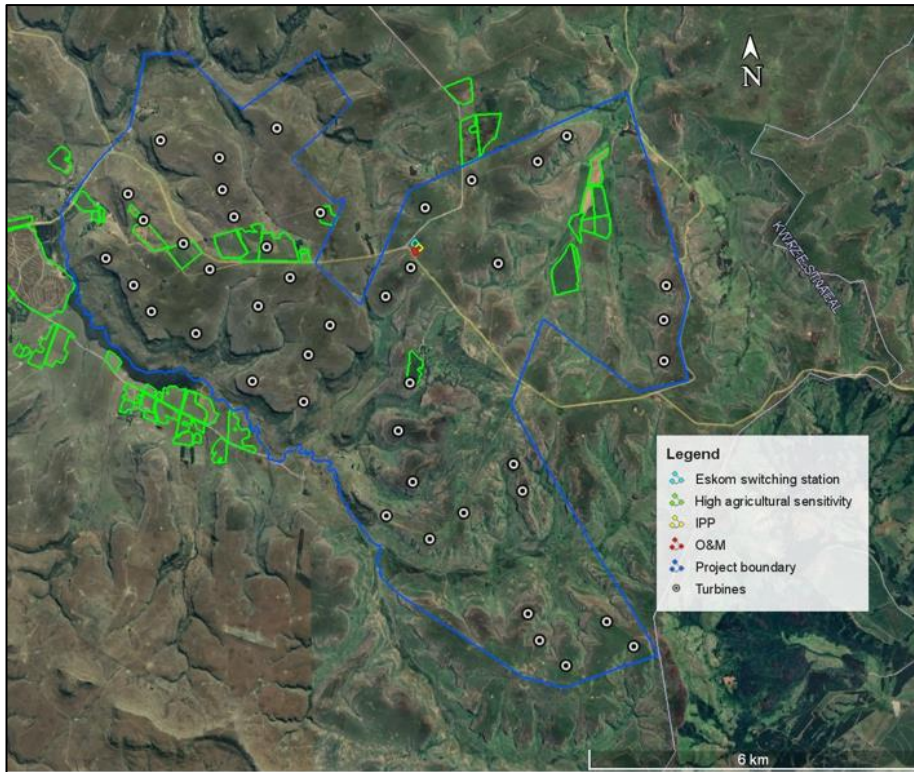 N
KWAZULU-NATAL
Legend
Eskom switching station
High agricultural sensitivity
IPP
O&M
Project boundary
Turbines
6 km